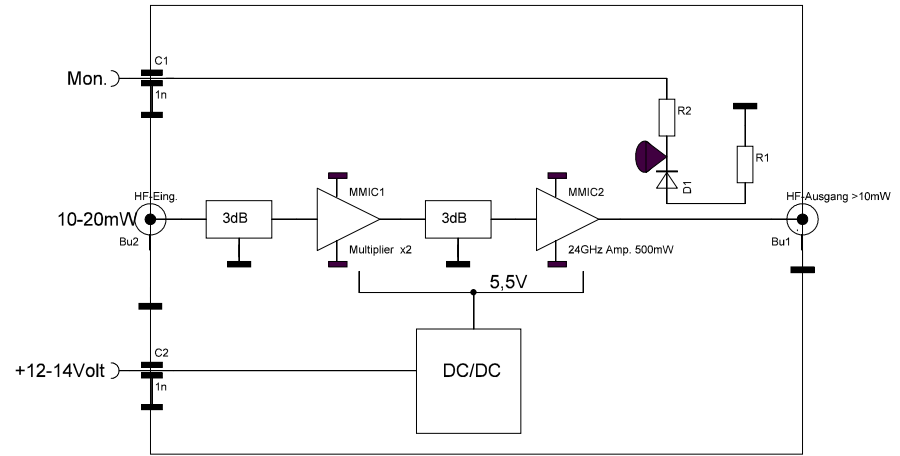 C1
Mon.
1n
R2
R1
D1
HF-Eing.
MMIC1
MMIC2
HF-Ausgang >10mW
10-20mW
3dB
3dB
Bu2
Multiplier x2
24GHz Amp. 500mW
Bu1
5,5V
C2
+12-14Volt
DC/DC
1n